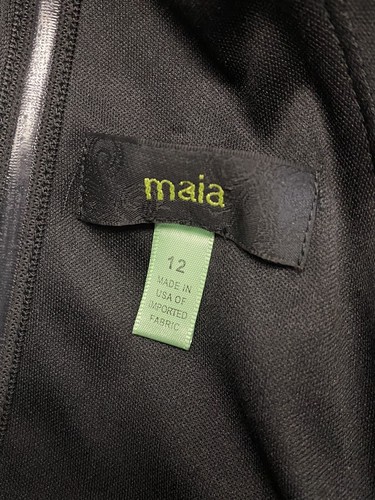 maia
12
MADE IN
USA OF
IMPORTED
FABRIC